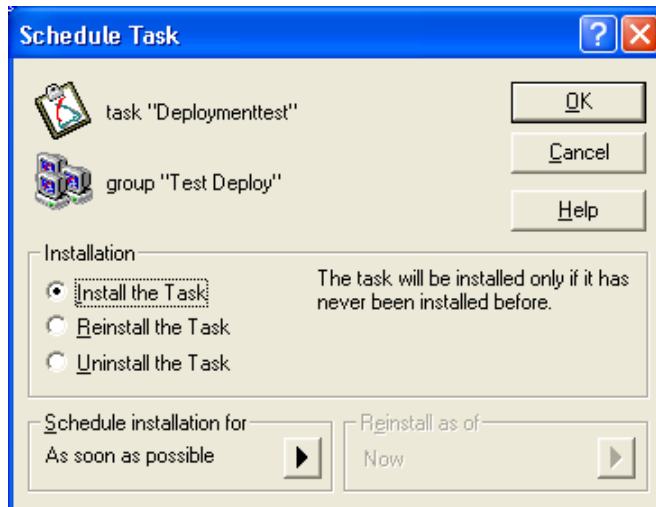 Schedule Task
task "Deploymenttest"
group "Test Deploy"
OK
Cancel
Help
Installation
Install the Task
Reinstall the Task
Uninstall the Task
The task will be installed only if it has
never been installed before.
Schedule installation for
As soon as possible
Reinstall as of
Now